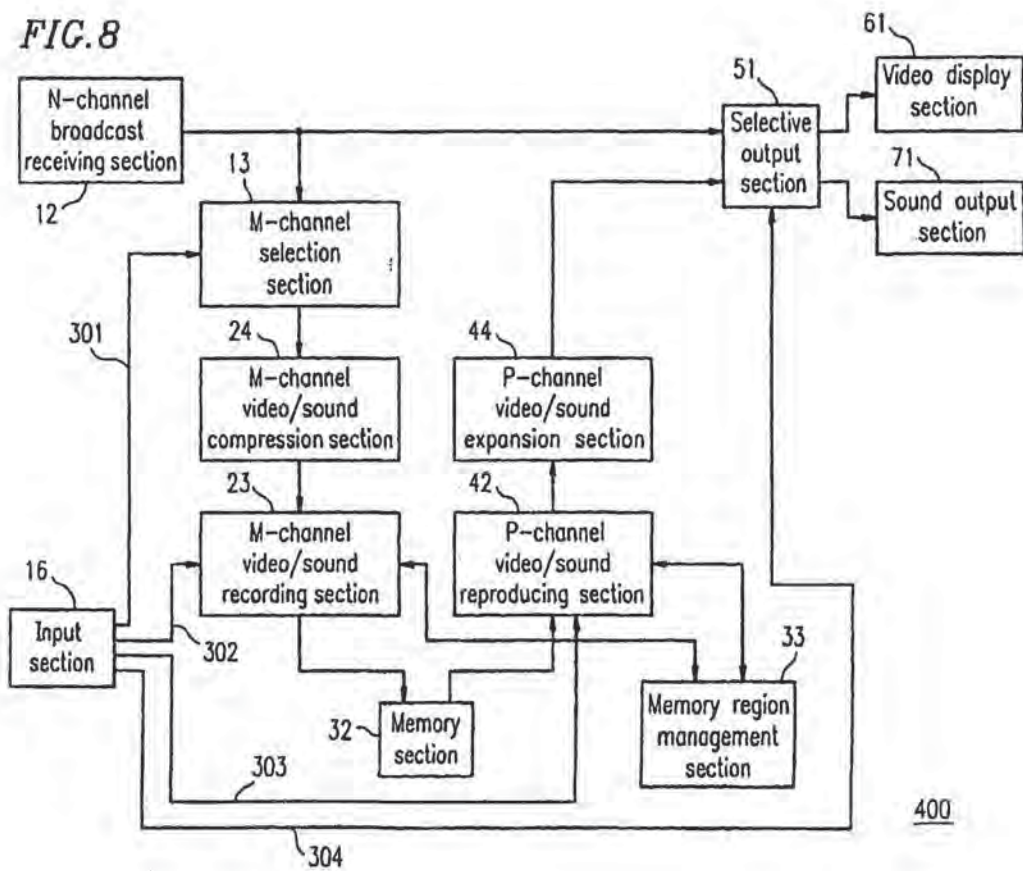 FIG.8
N-channel
broadcast
receiving section
12
13
M-channel
selection
section
51
Selective
output
section
61
Video display
section
71
Sound output
section
301
24
M-channel
video/sound
compression section
44
P-channel
video/sound
expansion section
23
M-channel
video/sound
recording section
42
P-channel
video/sound
reproducing section
16
Input
section
302
32
Memory
section
33
Memory region
management
section
303
304
400